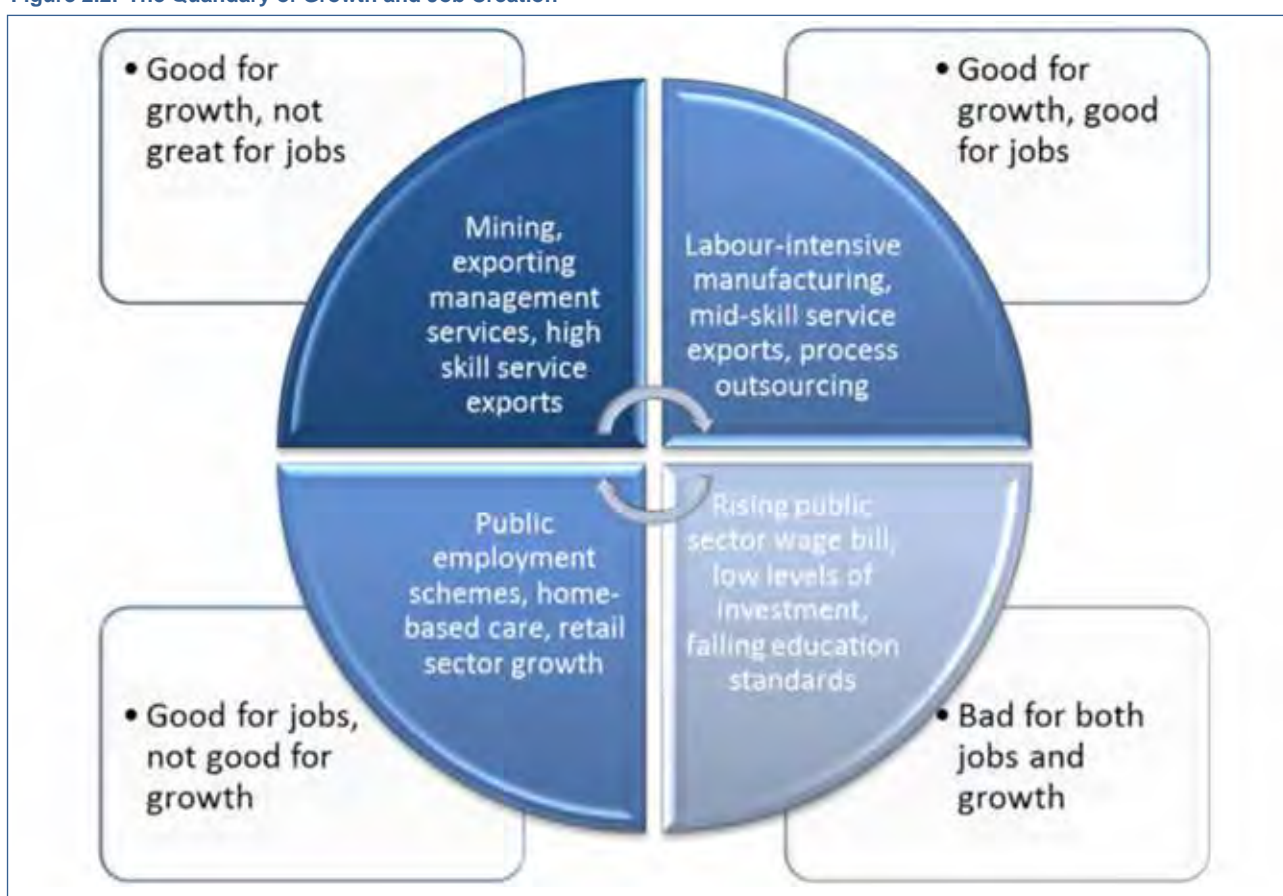 Figure 2.2: The Quandary of Growth and Job Creation
• Good for
growth, not
great for jobs
• Good for
growth, good
for jobs
Mining,
exporting
management
services, high
skill service
exports
Labour-intensive
manufacturing,
mid-skill service
exports, process
outsourcing
Public
employment
schemes, home-
based care, retail
sector growth
Rising public
sector wage bill,
low levels of
investment,
falling education
standards
• Good for jobs,
not good for
growth
• Bad for both
jobs and
growth